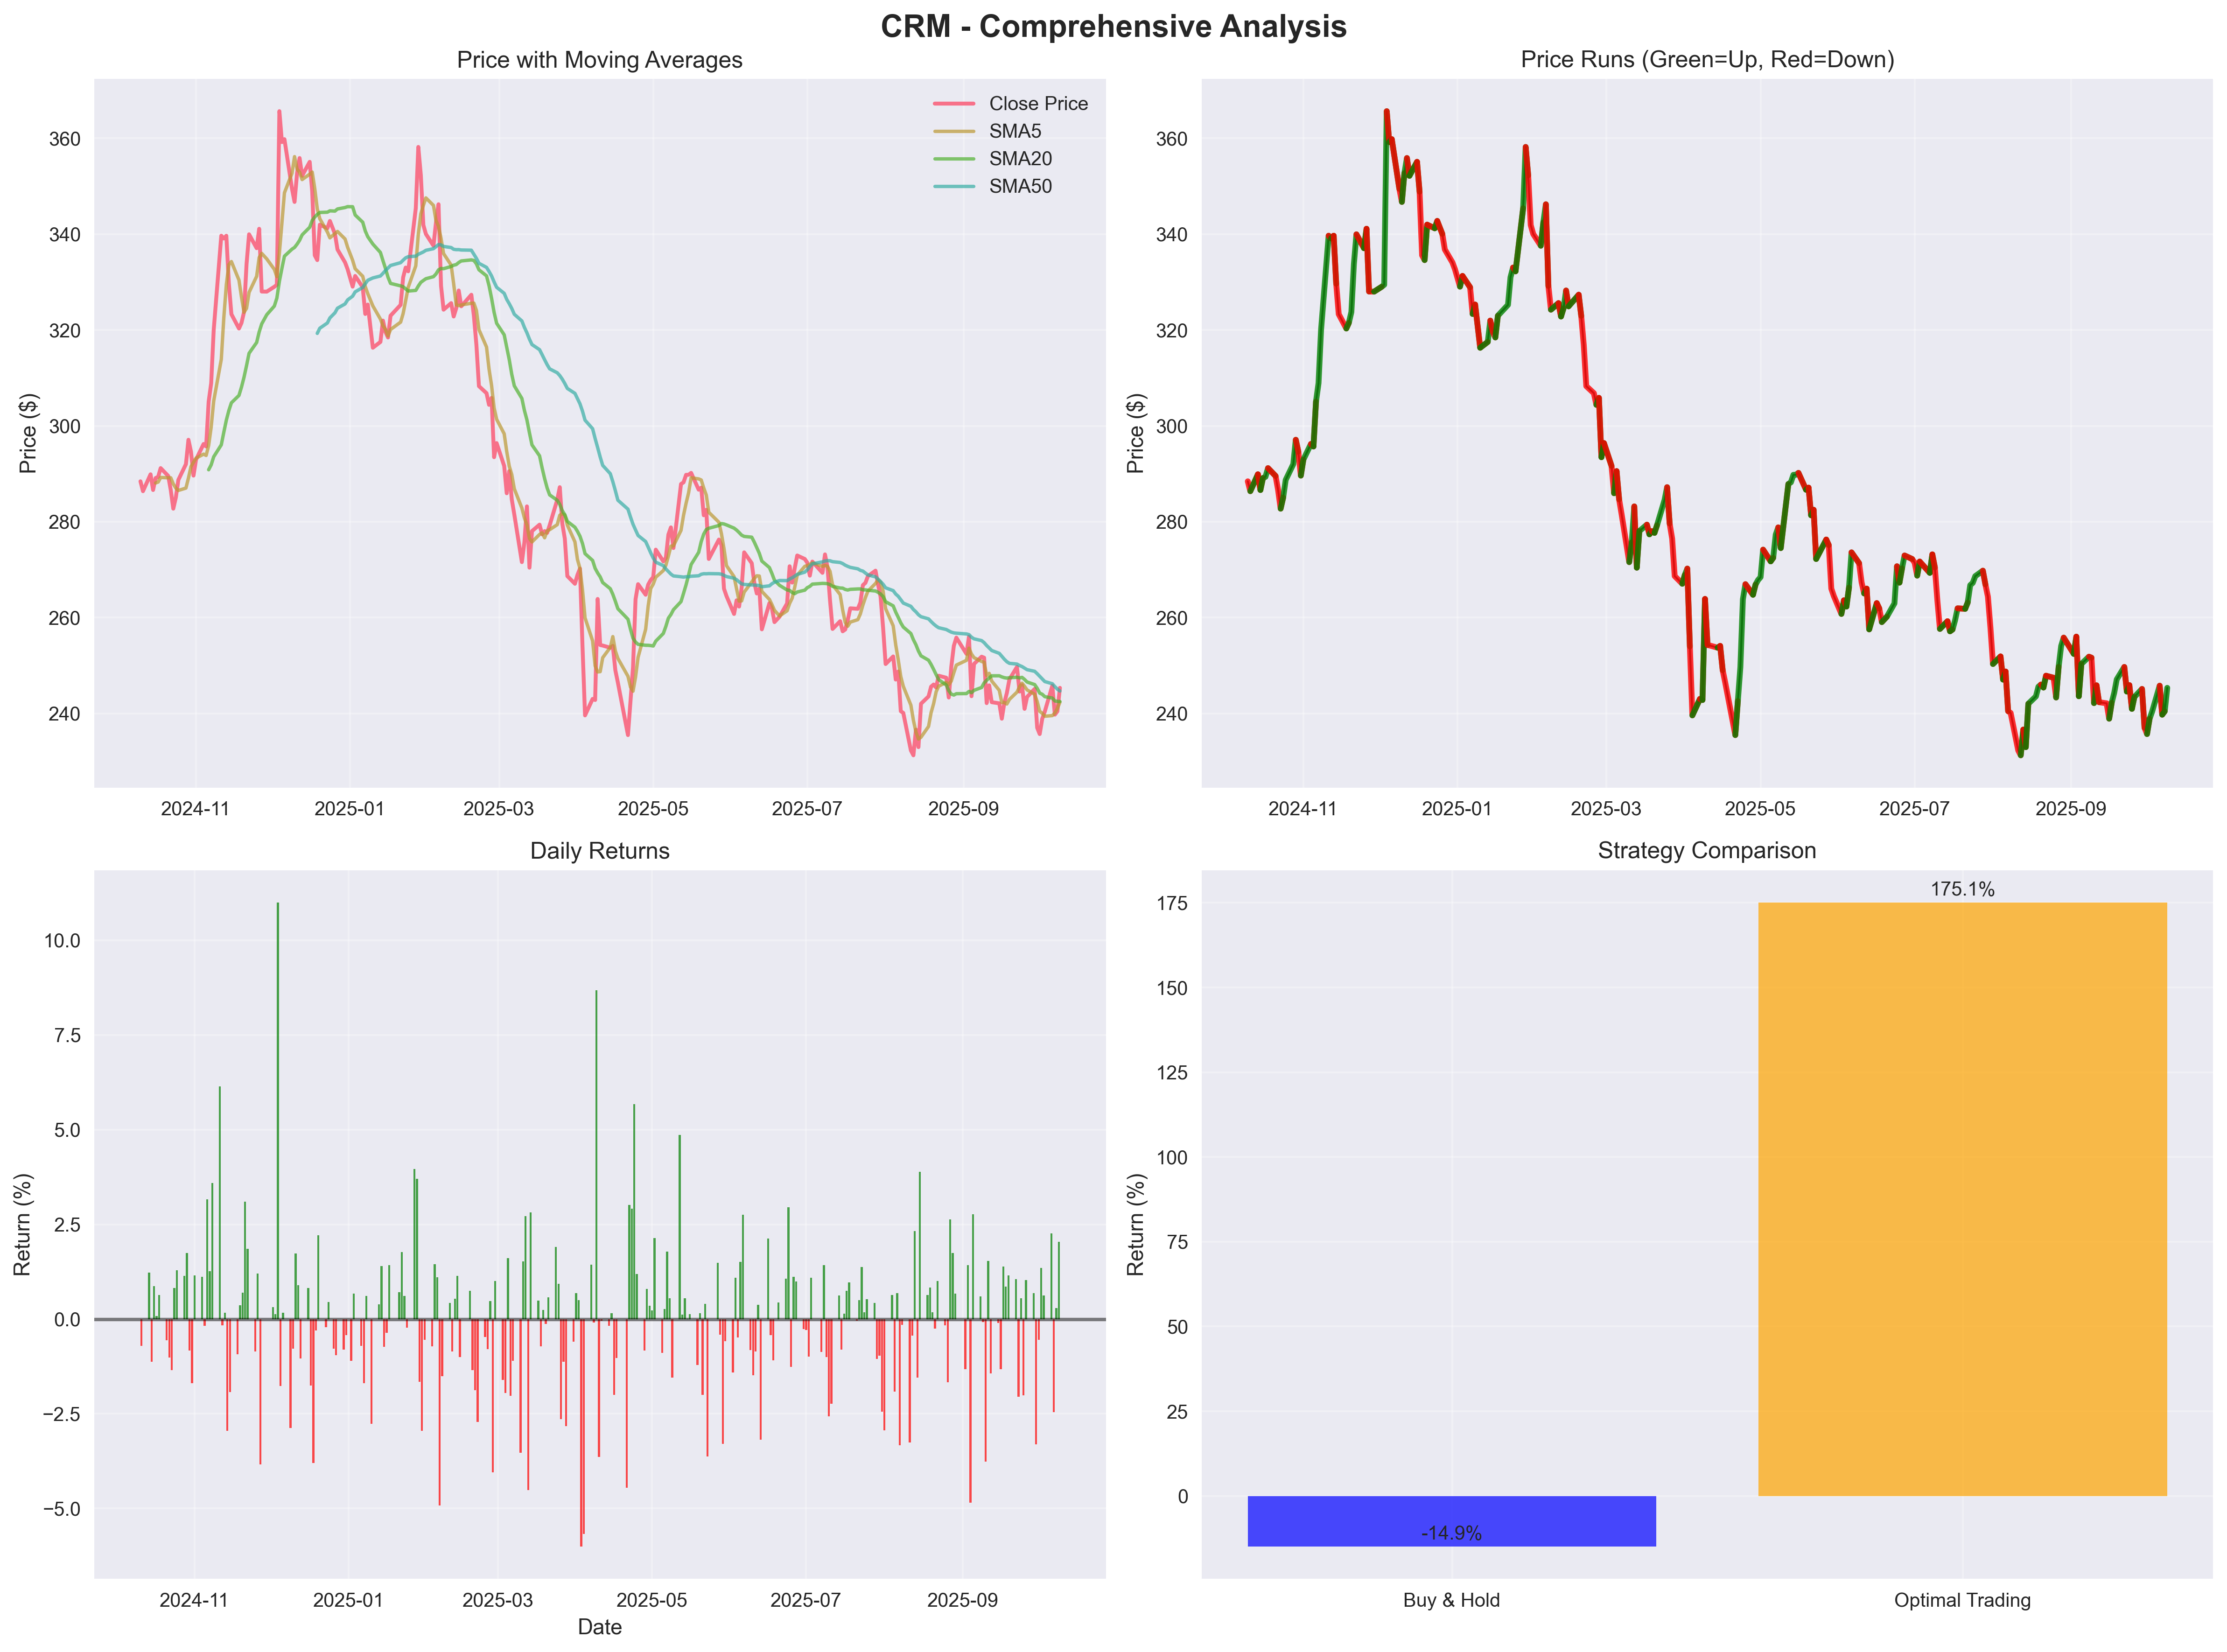 CRM - Comprehensive Analysis
Price with Moving Averages
Price ($)
360
340
320
300
280
260
240
Close Price
SMA5
SMA20
SMA50
2024-11 2025-01 2025-03 2025-05 2025-07 2025-09
Price Runs (Green=Up, Red=Down)
Price ($)
360
340
320
300
280
260
240
2024-11 2025-01 2025-03 2025-05 2025-07 2025-09
Daily Returns
Return (%)
10.0
7.5
5.0
2.5
0.0
−2.5
−5.0
2024-11 2025-01 2025-03 2025-05 2025-07 2025-09
Date
Strategy Comparison
Return (%)
175
150
125
100
75
50
25
0
175.1%
-14.9%
Buy & Hold Optimal Trading